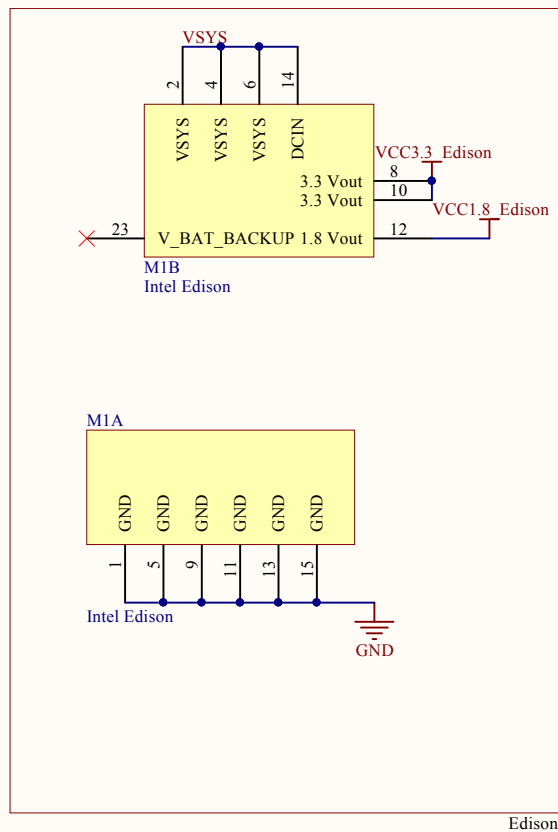 VSYS
2 4 6 14
VSYS VSYS VSYS DCIN
VCC3.3_Edison
8
3.3 Vout
10
3.3 Vout
VCC1.8_Edison
23 V_BAT_BACKUP 1.8 Vout 12
M1B
Intel Edison
M1A
GND GND GND GND GND GND
1 5 9 11 13 15
Intel Edison
GND
Edison